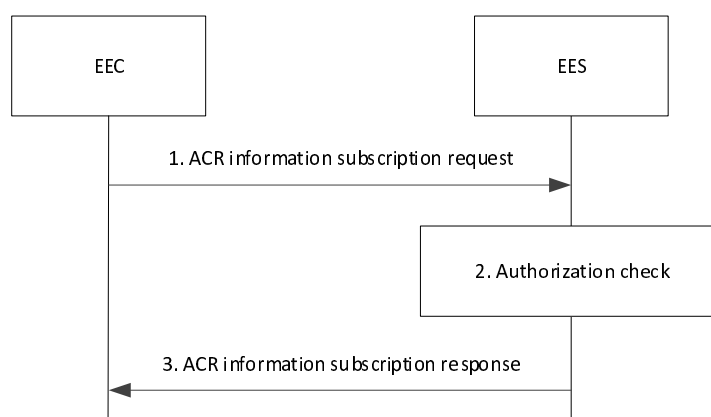 EEC
EES
1. ACR information subscription request
2. Authorization check
3. ACR information subscription response